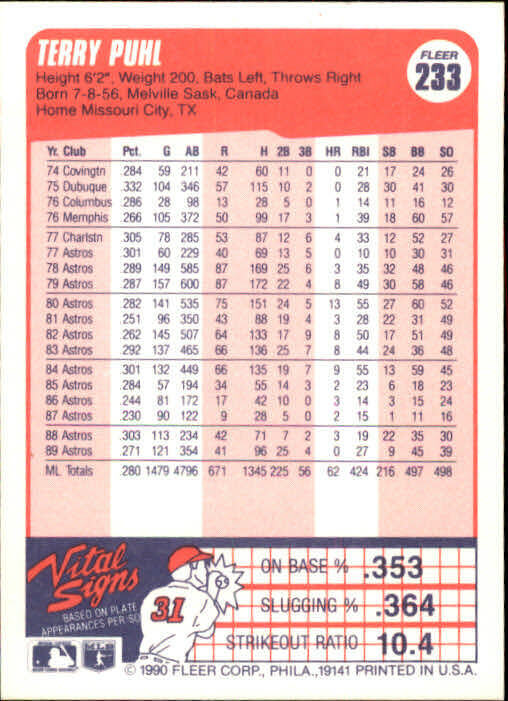 TERRY PUHL
FLEER
233
Height 6'2", Weight 200, Bats Left, Throws Right
Born 7-8-56, Melville Sask, Canada
Home Missouri City, TX
Yr. Club Pct. G AB R H 2B 3B HR RBI SB BB SO
74 Covingtn .284 59 211 42 60 11 0 0 21 17 24 26
75 Dubuque .332 104 346 57 115 10 2 0 28 30 41 30
76 Columbus .286 28 98 13 28 5 0 1 14 11 16 12
76 Memphis .266 105 372 50 99 17 3 1 39 18 60 57
77 Charlstn .305 78 285 53 87 12 6 4 33 12 52 27
77 Astros .301 60 229 40 69 13 5 0 10 10 30 31
78 Astros .289 149 585 87 169 25 6 3 35 32 48 46
79 Astros .287 157 600 87 172 22 4 8 49 30 58 46
80 Astros .282 141 535 75 151 24 5 13 55 27 60 52
81 Astros .251 96 350 43 88 19 4 3 28 22 31 49
82 Astros .262 145 507 64 133 17 9 8 50 17 51 49
83 Astros .292 137 465 66 136 25 7 8 44 24 36 48
84 Astros .301 132 449 66 135 19 7 9 55 13 59 45
85 Astros .284 57 194 34 55 14 3 2 23 6 18 23
86 Astros .244 81 172 17 42 10 0 3 14 3 15 24
87 Astros .230 90 122 9 28 5 0 2 15 1 11 16
88 Astros .303 113 234 42 71 7 2 3 19 22 35 30
89 Astros .271 121 354 41 96 25 4 0 27 9 45 39
ML Totals .280 1479 4796 671 1345 225 56 62 424 216 497 498
Vital
Signs
BASED ON PLATE
APPEARANCES PER SO
31
ON BASE % .353
SLUGGING % .364
STRIKEOUT RATIO 10.4
© 1990 FLEER CORP., PHILA., 19141 PRINTED IN U.S.A.